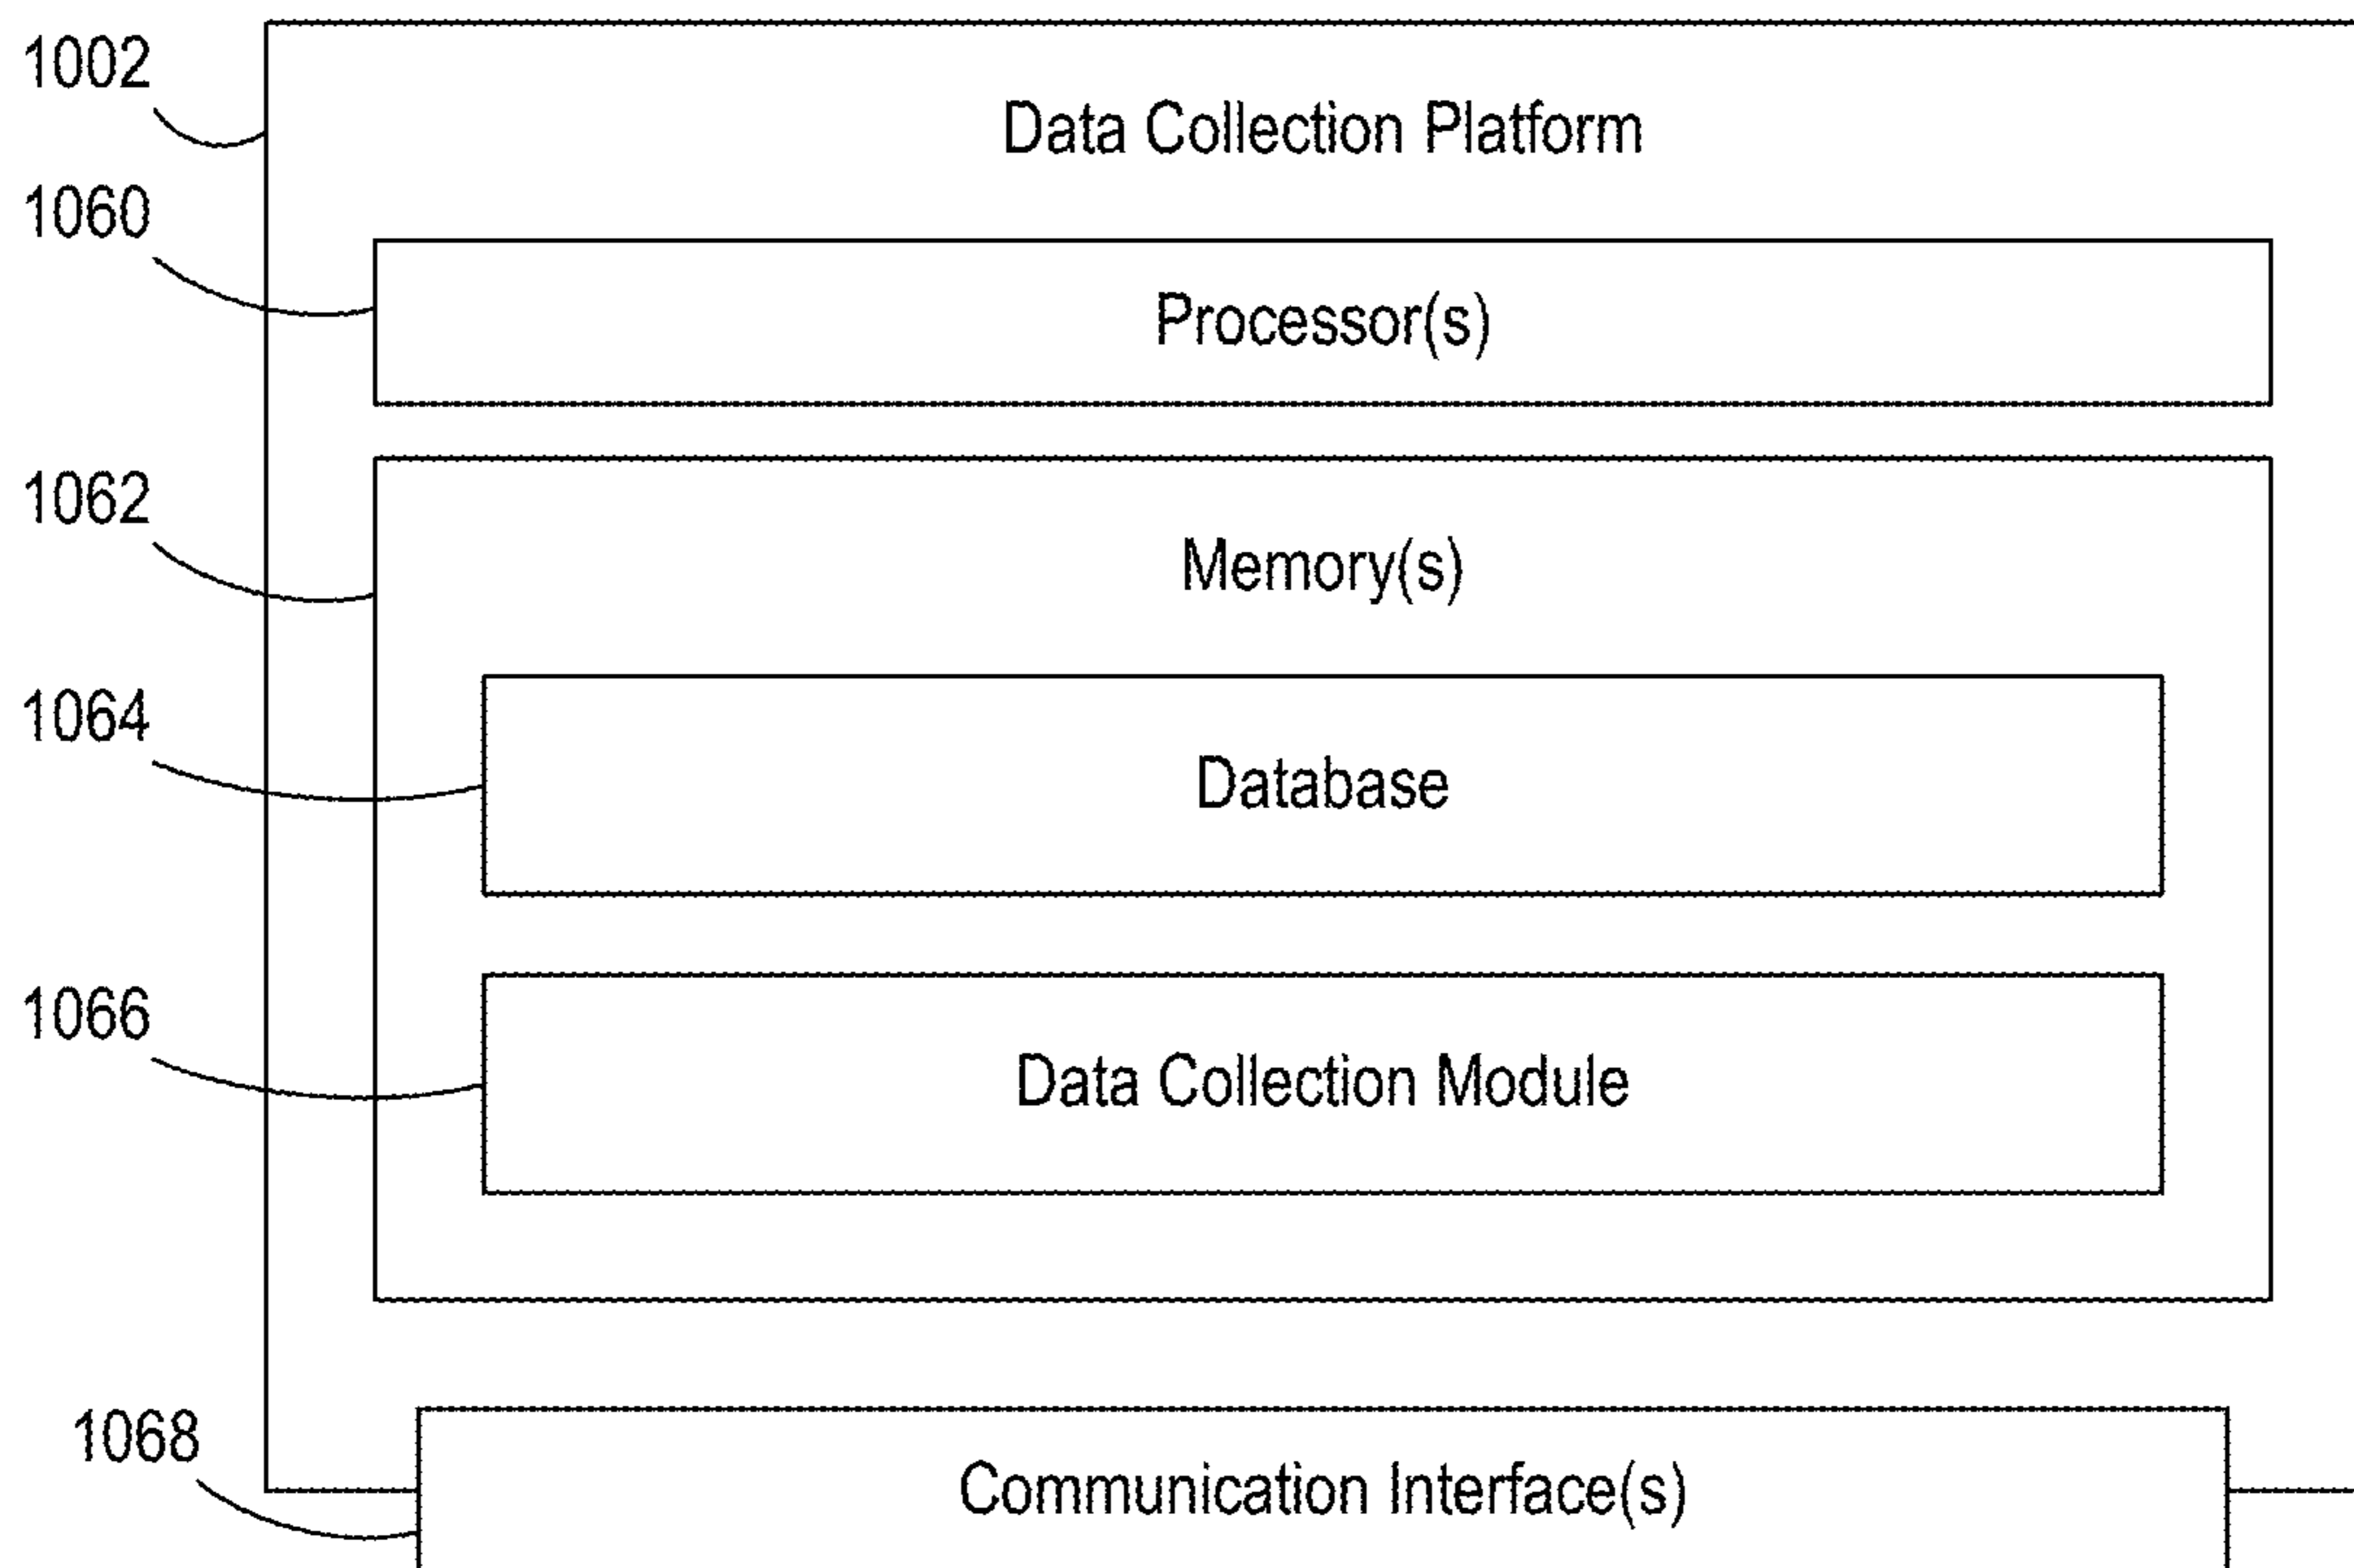 1002
Data Collection Platform
1060
Processor(s)
1062
Memory(s)
1064
Database
1066
Data Collection Module
1068
Communication Interface(s)